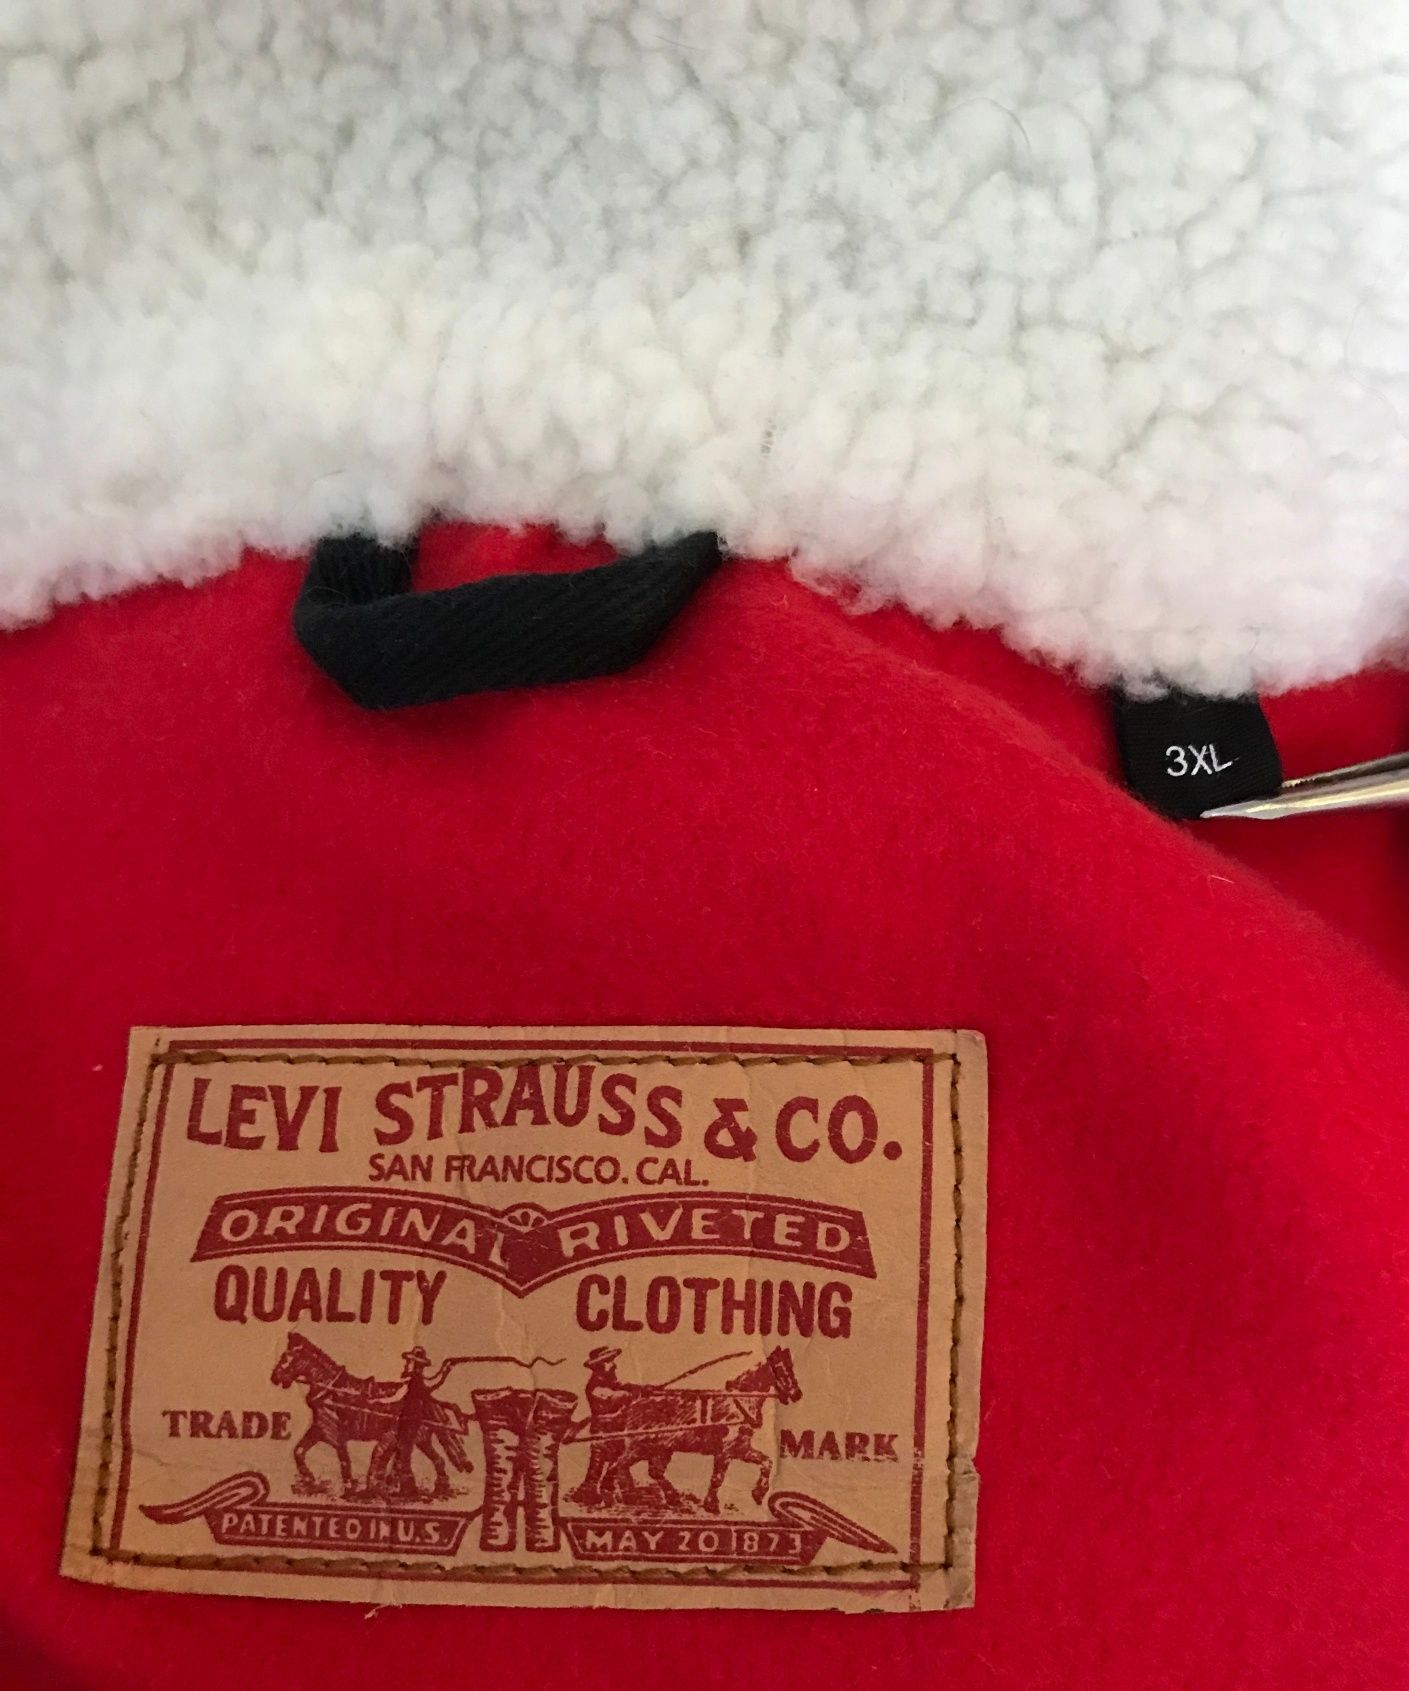 3XL
LEVI STRAUSS & CO.
SAN FRANCISCO. CAL.
ORIGINAL RIVETED
QUALITY CLOTHING
TRADE MARK
PATENTED IN U.S. MAY 20 1873